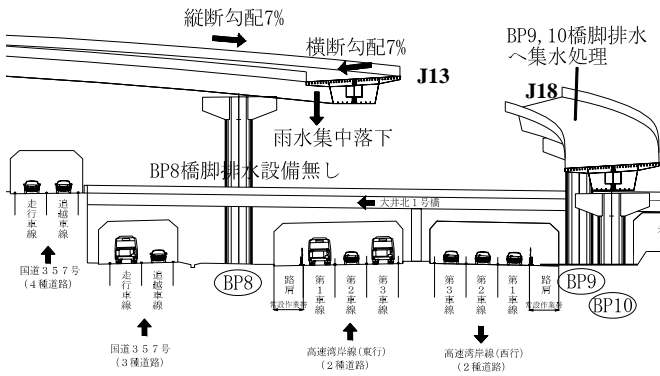 縦断勾配7%
横断勾配7%
J13
BP9,10橋脚排水
へ集水処理
J18
雨水集中落下
BP8橋脚排水設備無し
大井北1号橋
走行車線
追越車線
国道357号
(4種道路)
走行車線
追越車線
国道357号
(3種道路)
BP8
路肩
第1車線
第2車線
第3車線
常設作業帯
高速湾岸線(東行)
(2種道路)
第3車線
第2車線
第1車線
路肩
常設作業帯
高速湾岸線(西行)
(2種道路)
BP9
BP10